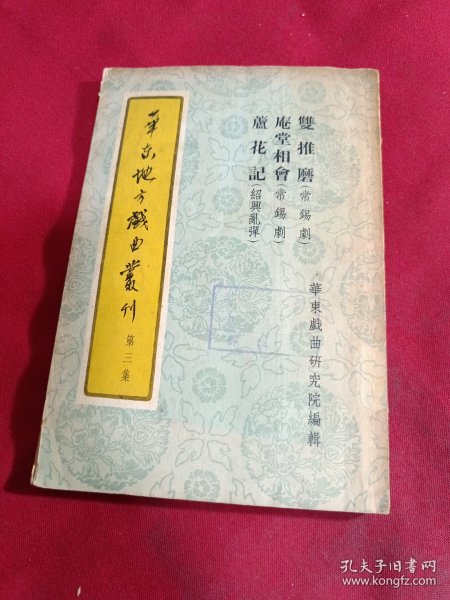 雙推磨(常錫劇)
庵堂相會(常錫劇)
蘆花記(紹興亂彈)
華東戲曲研究院編輯
華东地方戲曲叢刊
第三集
孔夫子旧书网
www.kongfz.com